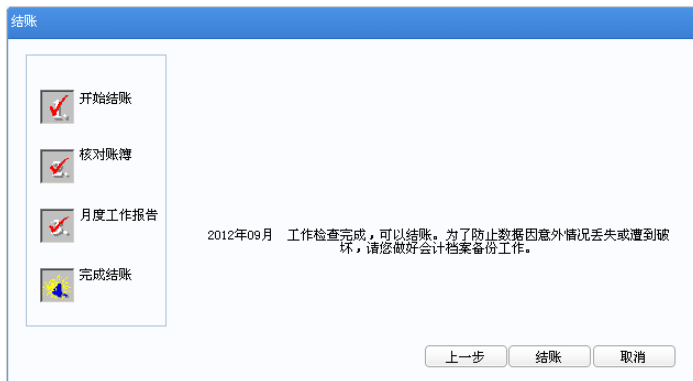 结账
开始结账
核对账簿
月度工作报告
2012年09月 工作检查完成，可以结账。为了防止数据因意外情况丢失或遭到破
坏，请您做好会计档案备份工作。
完成结账
上一步 结账 取消